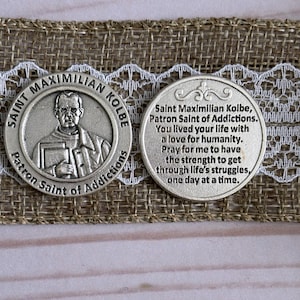 SAINT MAXIMILIAN KOLBE
Patron Saint of Addictions
Saint Maximilian Kolbe,
Patron Saint of Addictions.
You lived your life with
a love for humanity.
Pray for me to have
the strength to get
through life's struggles,
one day at a time.